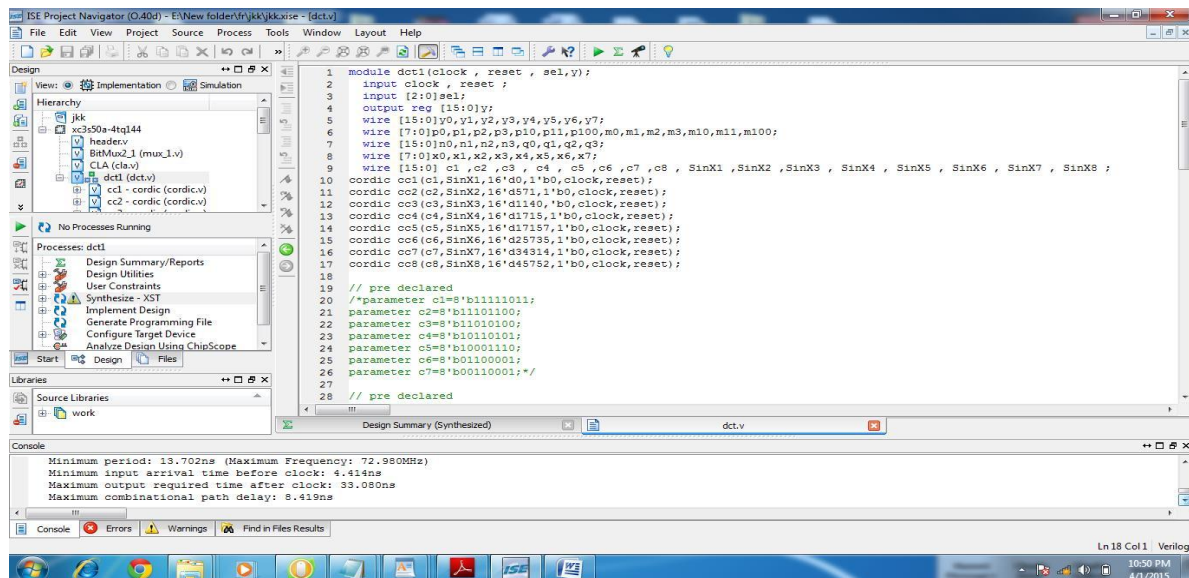 ISE Project Navigator (O.40d) - E:\New folder\fr\jkk\jkk.xise - [dct.v]
File Edit View Project Source Process Tools Window Layout Help
Design
View: Implementation Simulation
Hierarchy
jkk
xc3s50a-4tq144
header.v
BitMux2_1 (mux_1.v)
CLA (cla.v)
dct1 (dct.v)
cc1 - cordic (cordic.v)
cc2 - cordic (cordic.v)
No Processes Running
Processes: dct1
Design Summary/Reports
Design Utilities
User Constraints
Synthesize - XST
Implement Design
Generate Programming File
Configure Target Device
Analyze Design Using ChipScope
Start Design Files
Libraries
Source Libraries
work
1 module dct1(clock , reset , sel,y);
2 input clock , reset ;
3 input [2:0]sel;
4 output reg [15:0]y;
5 wire [15:0]y0,y1,y2,y3,y4,y5,y6,y7;
6 wire [7:0]p0,p1,p2,p3,p10,p11,p100,m0,m1,m2,m3,m10,m11,m100;
7 wire [15:0]n0,n1,n2,n3,q0,q1,q2,q3;
8 wire [7:0]x0,x1,x2,x3,x4,x5,x6,x7;
9 wire [15:0] c1 ,c2 ,c3 , c4 , c5 ,c6 ,c7 ,c8 , SinX1 ,SinX2 ,SinX3 , SinX4 , SinX5 , SinX6 , SinX7 , SinX8 ;
10 cordic cc1(c1,SinX1,16'd0,1'b0,clock,reset);
11 cordic cc2(c2,SinX2,16'd571,1'b0,clock,reset);
12 cordic cc3(c3,SinX3,16'd1140,'b0,clock,reset);
13 cordic cc4(c4,SinX4,16'd1715,1'b0,clock,reset);
14 cordic cc5(c5,SinX5,16'd17157,1'b0,clock,reset);
15 cordic cc6(c6,SinX6,16'd25735,1'b0,clock,reset);
16 cordic cc7(c7,SinX7,16'd34314,1'b0,clock,reset);
17 cordic cc8(c8,SinX8,16'd45752,1'b0,clock,reset);
18
19 // pre declared
20 /*parameter c1=8'b11111011;
21 parameter c2=8'b11101100;
22 parameter c3=8'b11010100;
23 parameter c4=8'b10110101;
24 parameter c5=8'b10001110;
25 parameter c6=8'b01100001;
26 parameter c7=8'b00110001;*/
27
28 // pre declared
Design Summary (Synthesized) dct.v
Console
Minimum period: 13.702ns (Maximum Frequency: 72.980MHz)
Minimum input arrival time before clock: 4.414ns
Maximum output required time after clock: 33.080ns
Maximum combinational path delay: 8.419ns
Console Errors Warnings Find in Files Results
Ln 18 Col 1 Verilog
ISE
10:50 PM
4/1/2015